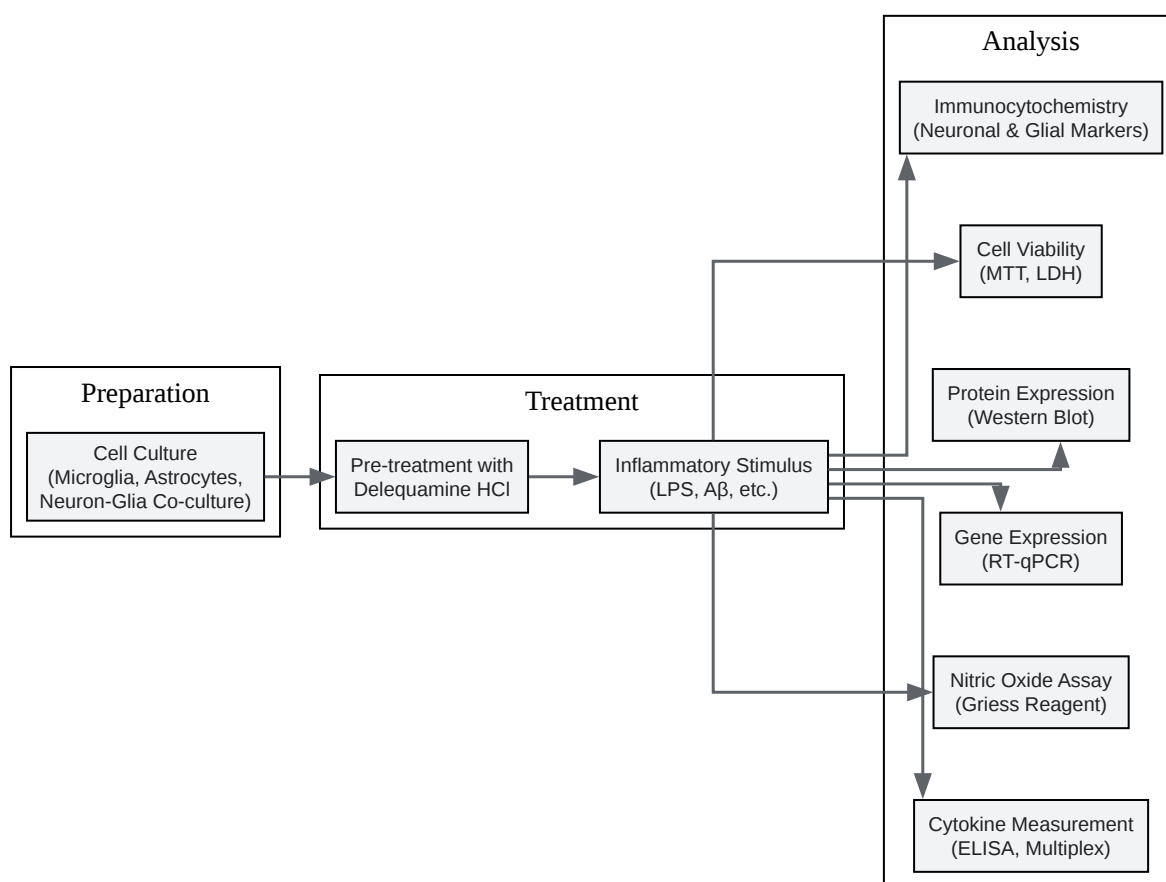 Preparation
Cell Culture
(Microglia, Astrocytes,
Neuron-Glia Co-culture)
Treatment
Pre-treatment with
Delequamine HCl
Inflammatory Stimulus
(LPS, Aβ, etc.)
Analysis
Immunocytochemistry
(Neuronal & Glial Markers)
Cell Viability
(MTT, LDH)
Protein Expression
(Western Blot)
Gene Expression
(RT-qPCR)
Nitric Oxide Assay
(Griess Reagent)
Cytokine Measurement
(ELISA, Multiplex)